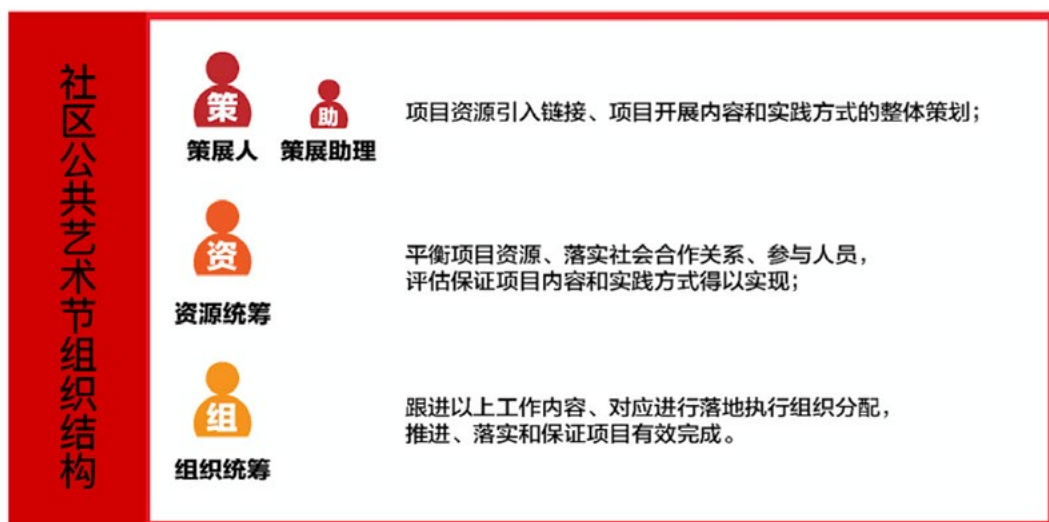 社区公共艺术节组织结构
策
助
策展人 策展助理
项目资源引入链接、项目开展内容和实践方式的整体策划；
资
资源统筹
平衡项目资源、落实社会合作关系、参与人员，
评估保证项目内容和实践方式得以实现；
组
组织统筹
跟进以上工作内容、对应进行落地执行组织分配，
推进、落实和保证项目有效完成。